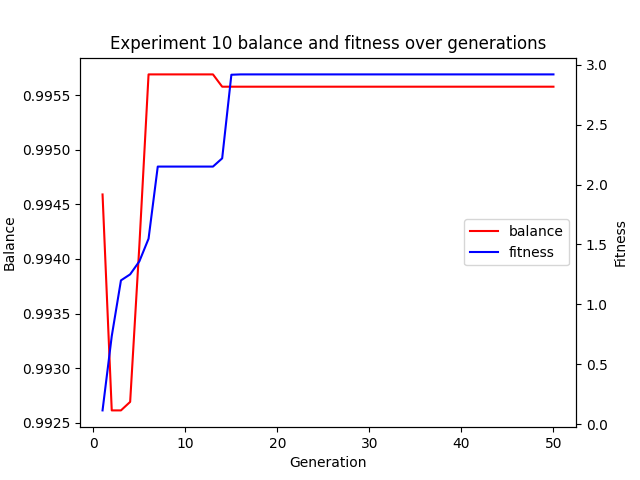 Experiment 10 balance and fitness over generations
Balance
0.9955
0.9950
0.9945
0.9940
0.9935
0.9930
0.9925
3.0
2.5
2.0
1.5
1.0
0.5
0.0
Fitness
balance
fitness
0 10 20 30 40 50
Generation